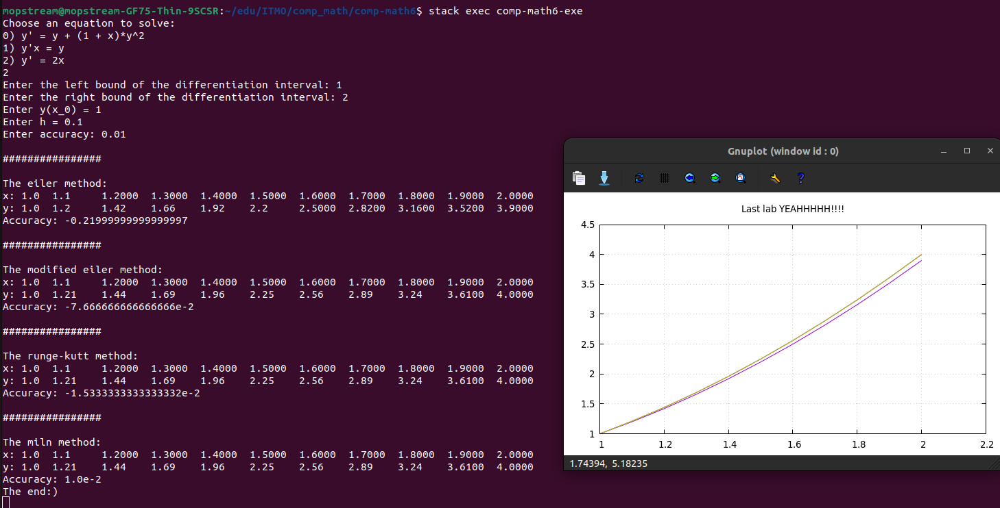 mopstream@mopstream-GF75-Thin-9SCSR:~/edu/ITMO/comp_math/comp-math6$ stack exec comp-math6-exe
Choose an equation to solve:
0) y' = y + (1 + x)*y^2
1) y'x = y
2) y' = 2x
2
Enter the left bound of the differentiation interval: 1
Enter the right bound of the differentiation interval: 2
Enter y(x_0) = 1
Enter h = 0.1
Enter accuracy: 0.01
################
The eiler method:
x: 1.0 1.1 1.2000 1.3000 1.4000 1.5000 1.6000 1.7000 1.8000 1.9000 2.0000
y: 1.0 1.2 1.42 1.66 1.92 2.2 2.5000 2.8200 3.1600 3.5200 3.9000
Accuracy: -0.21999999999999997
################
The modified eiler method:
x: 1.0 1.1 1.2000 1.3000 1.4000 1.5000 1.6000 1.7000 1.8000 1.9000 2.0000
y: 1.0 1.21 1.44 1.69 1.96 2.25 2.56 2.89 3.24 3.6100 4.0000
Accuracy: -7.666666666666666e-2
################
The runge-kutt method:
x: 1.0 1.1 1.2000 1.3000 1.4000 1.5000 1.6000 1.7000 1.8000 1.9000 2.0000
y: 1.0 1.21 1.44 1.69 1.96 2.25 2.56 2.89 3.24 3.6100 4.0000
Accuracy: -1.5333333333333332e-2
################
The miln method:
x: 1.0 1.1 1.2000 1.3000 1.4000 1.5000 1.6000 1.7000 1.8000 1.9000 2.0000
y: 1.0 1.21 1.44 1.69 1.96 2.25 2.56 2.89 3.24 3.6100 4.0000
Accuracy: 1.0e-2
The end:)
Gnuplot (window id : 0)
?
Last lab YEAHHHHH!!!!
4.5
4
3.5
3
2.5
2
1.5
1
1 1.2 1.4 1.6 1.8 2 2.2
1.74394, 5.18235